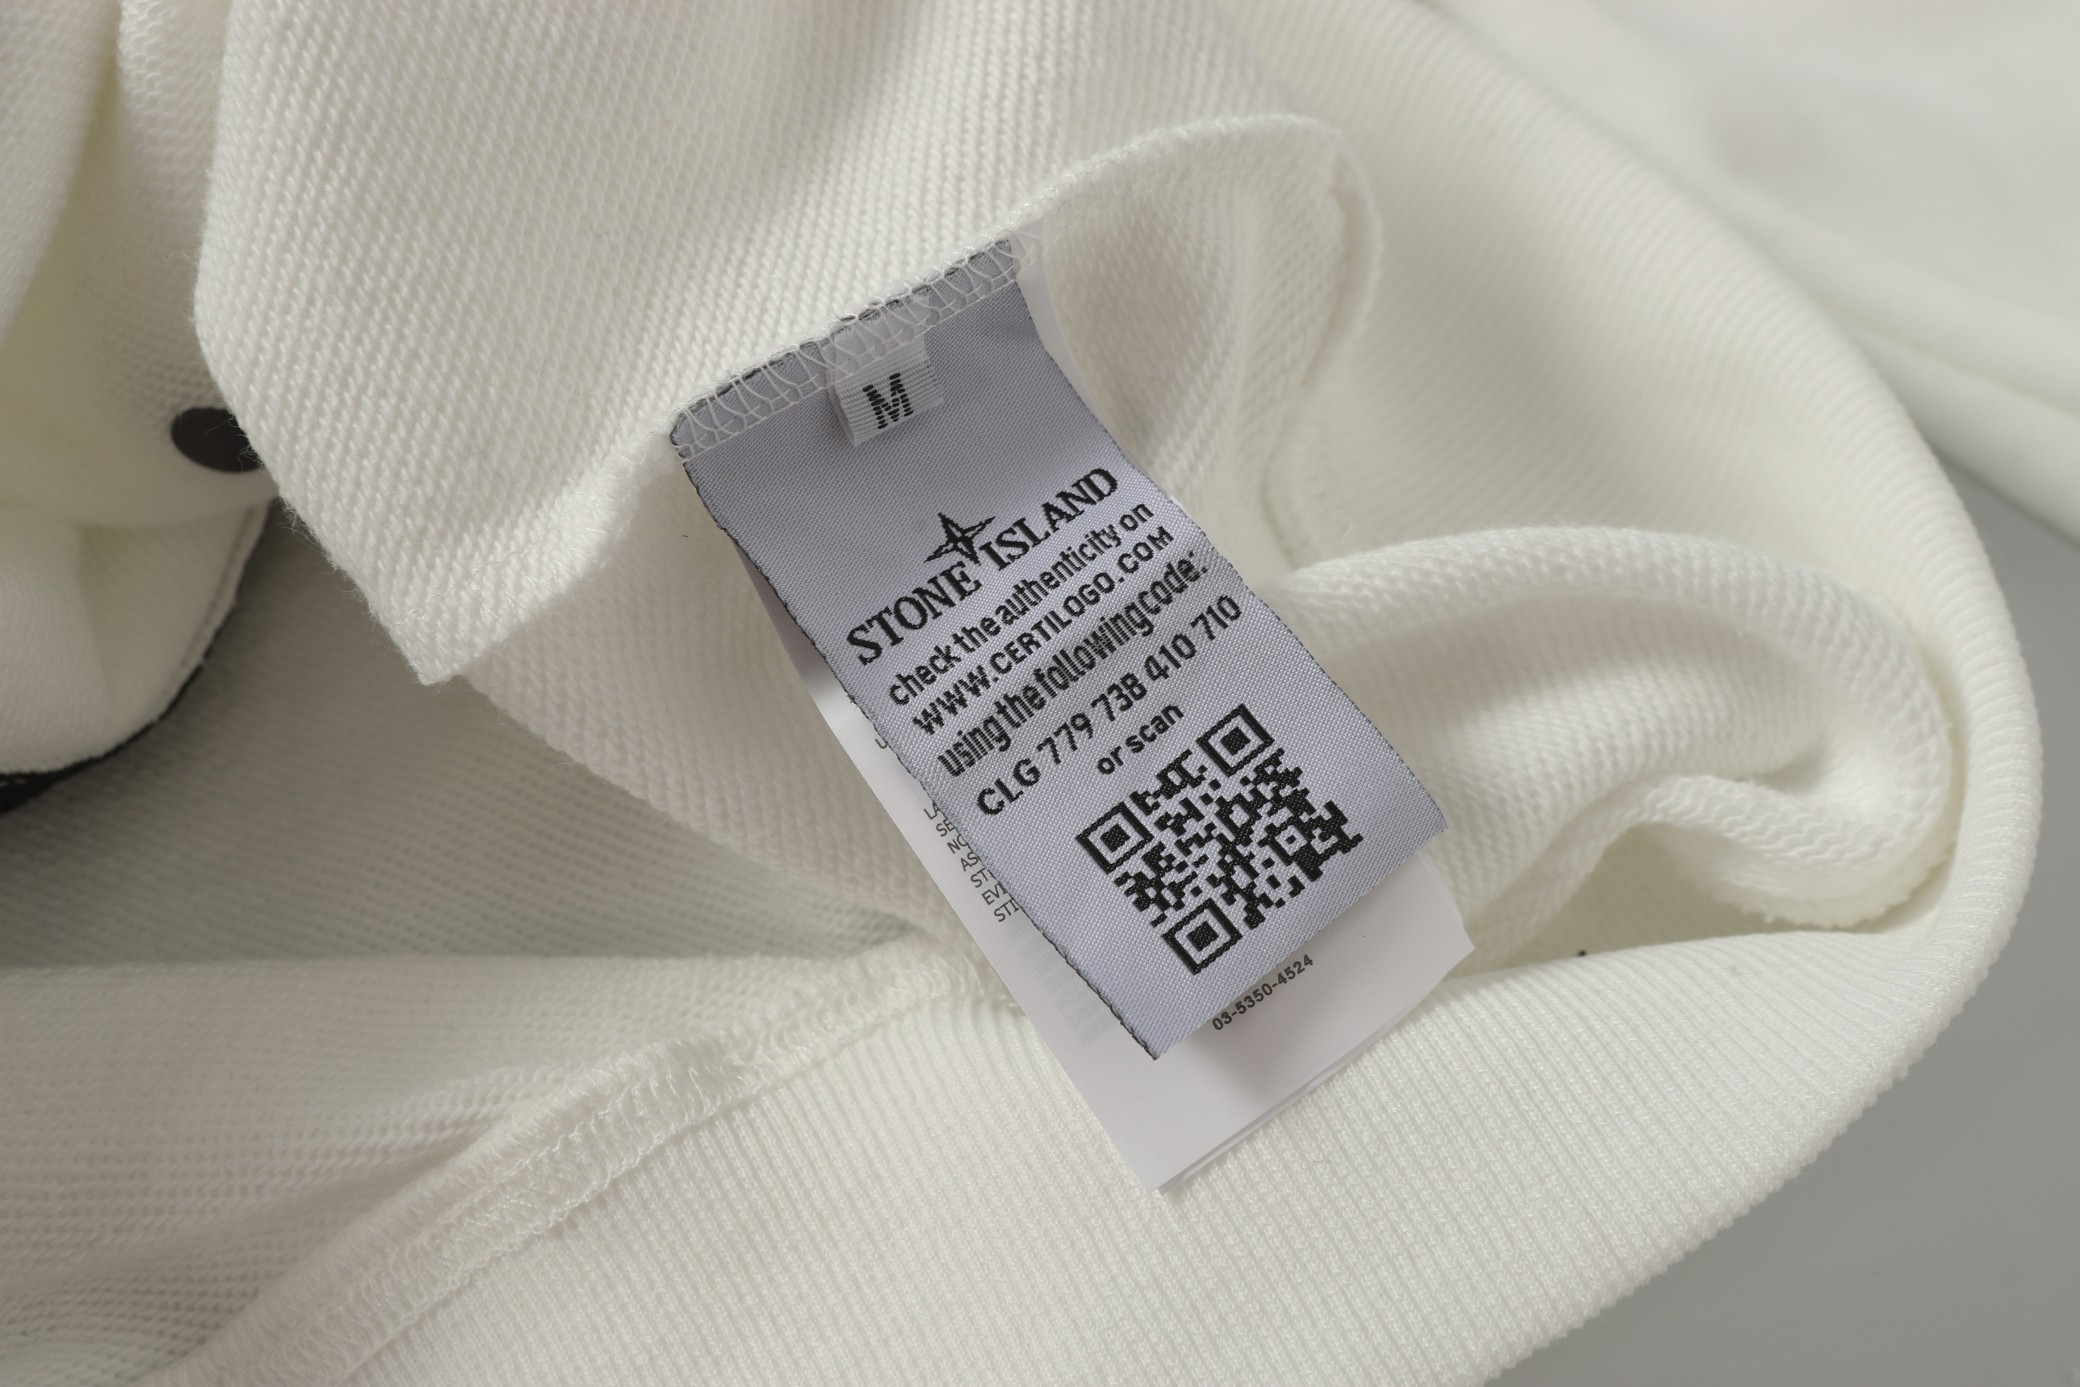 M
STONE ISLAND
check the authenticity on
WWW.CERTILOGO.COM
using the following code:
CLG 779 738 410 710
or scan
03-5350-4524